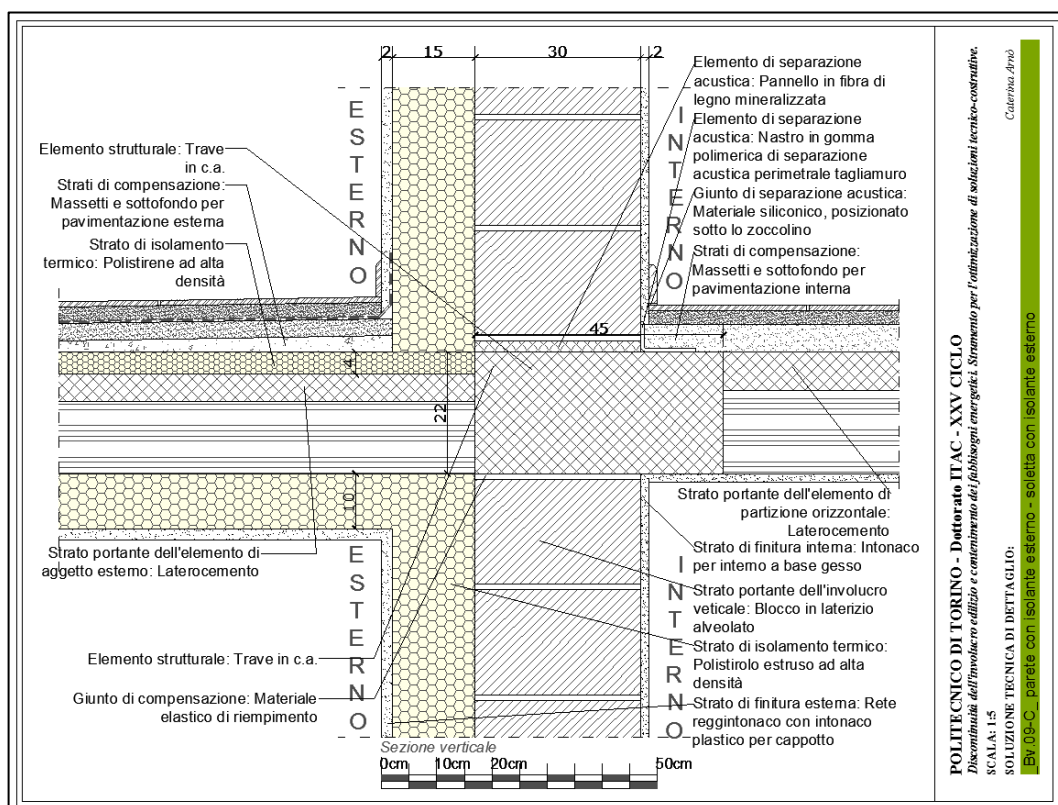 2
15
30
2
ESTERNO
INTERNO
Elemento strutturale: Trave
in c.a.
Strati di compensazione:
Massetti e sottofondo per
pavimentazione esterna
Strato di isolamento
termico: Polistirene ad alta
densità
Elemento di separazione
acustica: Pannello in fibra di
legno mineralizzata
Elemento di separazione
acustica: Nastro in gomma
polimerica di separazione
acustica perimetrale tagliamuro
Giunto di separazione acustica:
Materiale siliconico, posizionato
sotto lo zoccolino
Strati di compensazione:
Massetti e sottofondo per
pavimentazione interna
45
4
22
10
Strato portante dell'elemento di
aggetto esterno: Laterocemento
ESTERNO
INTERNO
Elemento strutturale: Trave in c.a.
Giunto di compensazione: Materiale
elastico di riempimento
Strato portante dell'elemento di
partizione orizzontale:
Laterocemento
Strato di finitura interna: Intonaco
per interno a base gesso
Strato portante dell'involucro
veticale: Blocco in laterizio
alveolato
Strato di isolamento termico:
Polistirolo estruso ad alta
densità
Strato di finitura esterna: Rete
reggintonaco con intonaco
plastico per cappotto
Sezione verticale
0cm 10cm 20cm 50cm
POLITECNICO DI TORINO - Dottorato ITAC - XXV CICLO
Discontinuità dell'involucro edilizio e contenimento dei fabbisogni energetici. Strumento per l'ottimizzazione di soluzioni tecnico-costruttive.
SCALA: 1:5
Caterina Arnò
SOLUZIONE TECNICA DI DETTAGLIO:
_Bv.09-C_ parete con isolante esterno - soletta con isolante esterno